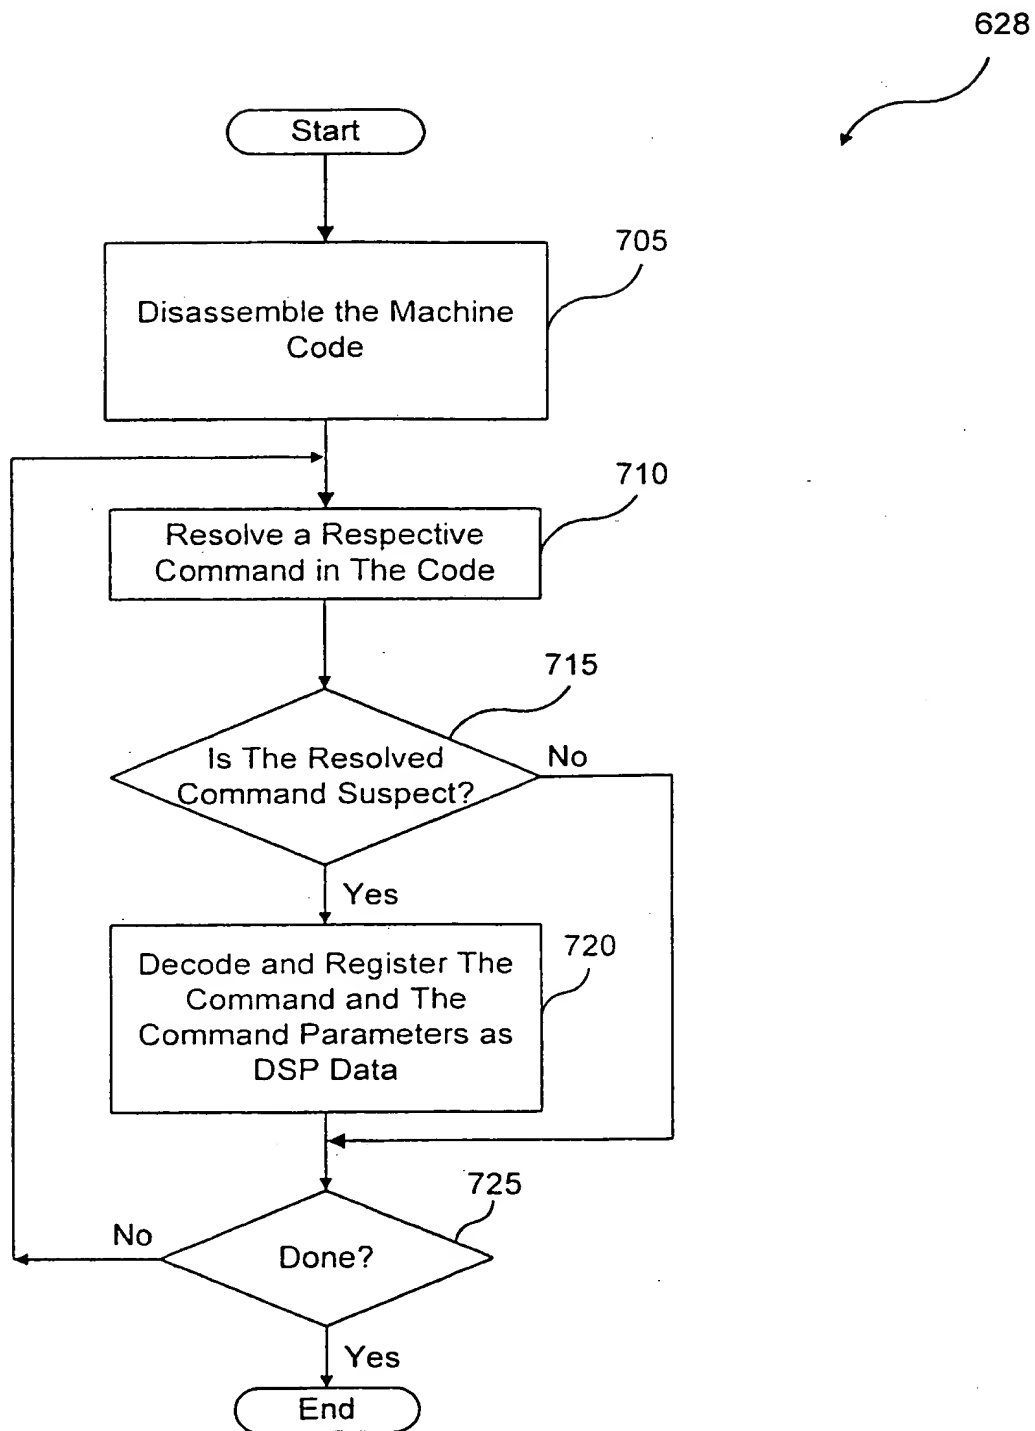 628
Start
705
Disassemble the Machine
Code
710
Resolve a Respective
Command in The Code
715
Is The Resolved
Command Suspect?
No
Yes
720
Decode and Register The
Command and The
Command Parameters as
DSP Data
725
No
Done?
Yes
End